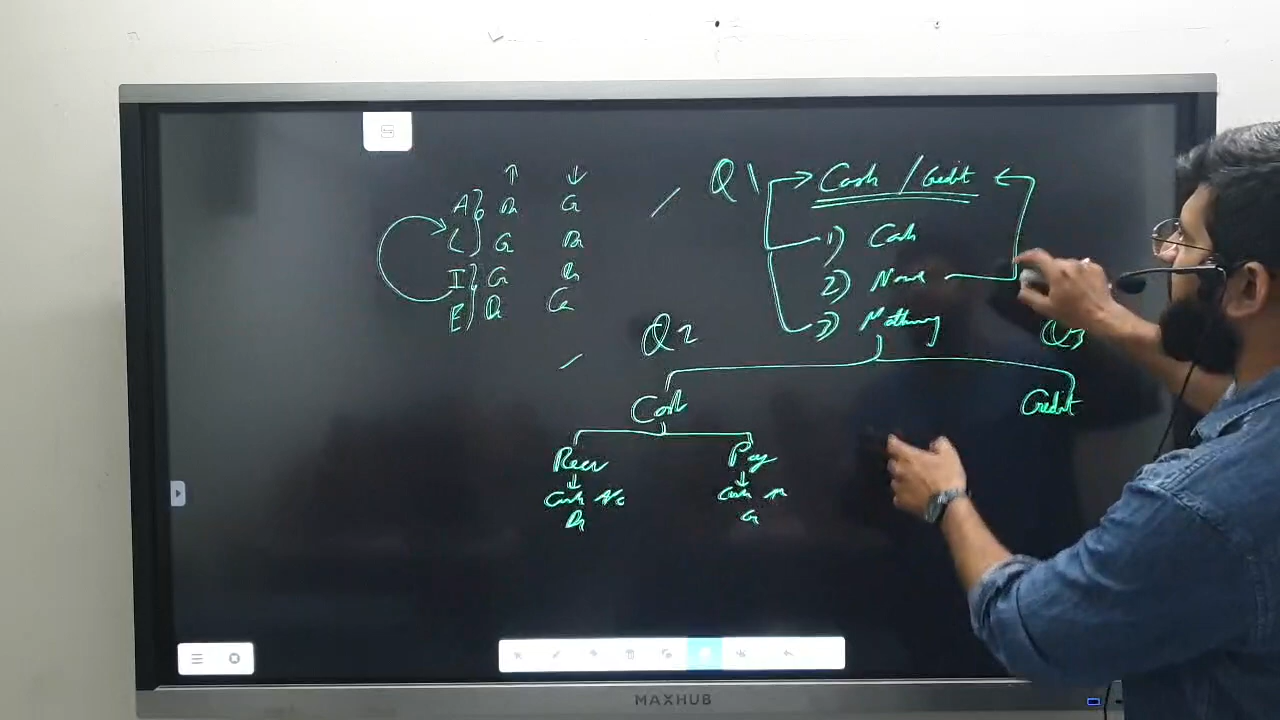 ↑ ↓
A Dr Cr
L Cr Dr
I Cr Dr
E Dr Cr
Q1
Cash / Credit
1) Cash
2) Name
3) Nothing
Q2
Q3
Cash
Credit
Recv
Pay
Cash A/c
Dr
Cash
Cr
MAXHUB